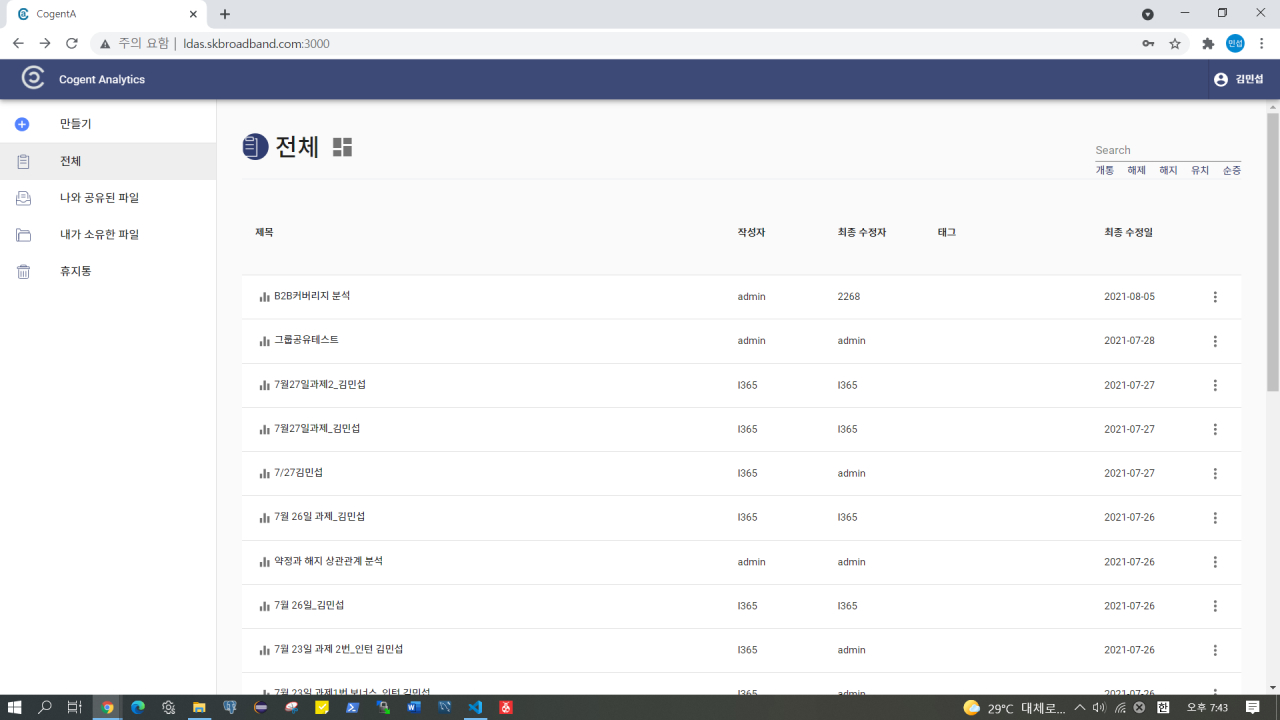 CogentA
주의 요함 | ldas.skbroadband.com:3000
민섭
Cogent Analytics
김민섭
만들기
전체
나와 공유된 파일
내가 소유한 파일
휴지통
전체
Search
개통 해제 해지 유치 순증
제목 작성자 최종 수정자 태그 최종 수정일
B2B커버리지 분석 admin 2268 2021-08-05
그룹공유테스트 admin admin 2021-07-28
7월27일과제2_김민섭 I365 I365 2021-07-27
7월27일과제_김민섭 I365 I365 2021-07-27
7/27김민섭 I365 admin 2021-07-27
7월 26일 과제_김민섭 I365 I365 2021-07-26
약정과 해지 상관관계 분석 admin admin 2021-07-26
7월 26일_김민섭 I365 I365 2021-07-26
7월 23일 과제 2번_인턴 김민섭 I365 admin 2021-07-26
7월 23일 과제1번 보너스_인턴 김민섭 I365 admin 2021-07-26
29°C 대체로... 한 오후 7:43